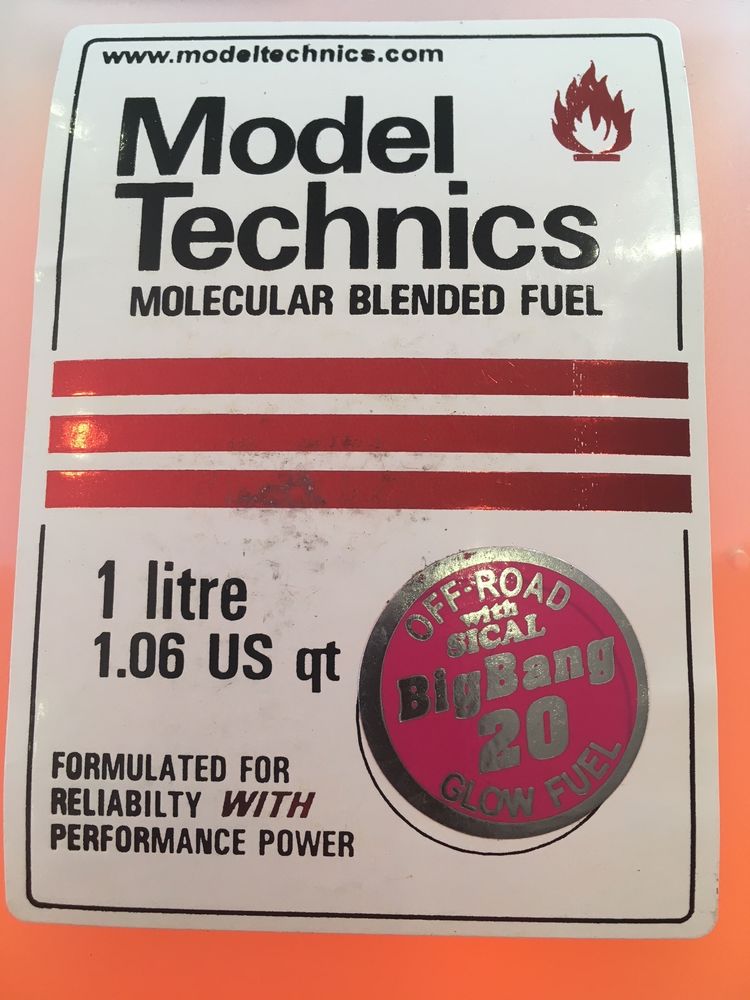 www.modeltechnics.com
Model
Technics
MOLECULAR BLENDED FUEL
1 litre
1.06 US qt
OFF-ROAD
with
SICAL
BigBang
20
GLOW FUEL
FORMULATED FOR
RELIABILTY WITH
PERFORMANCE POWER